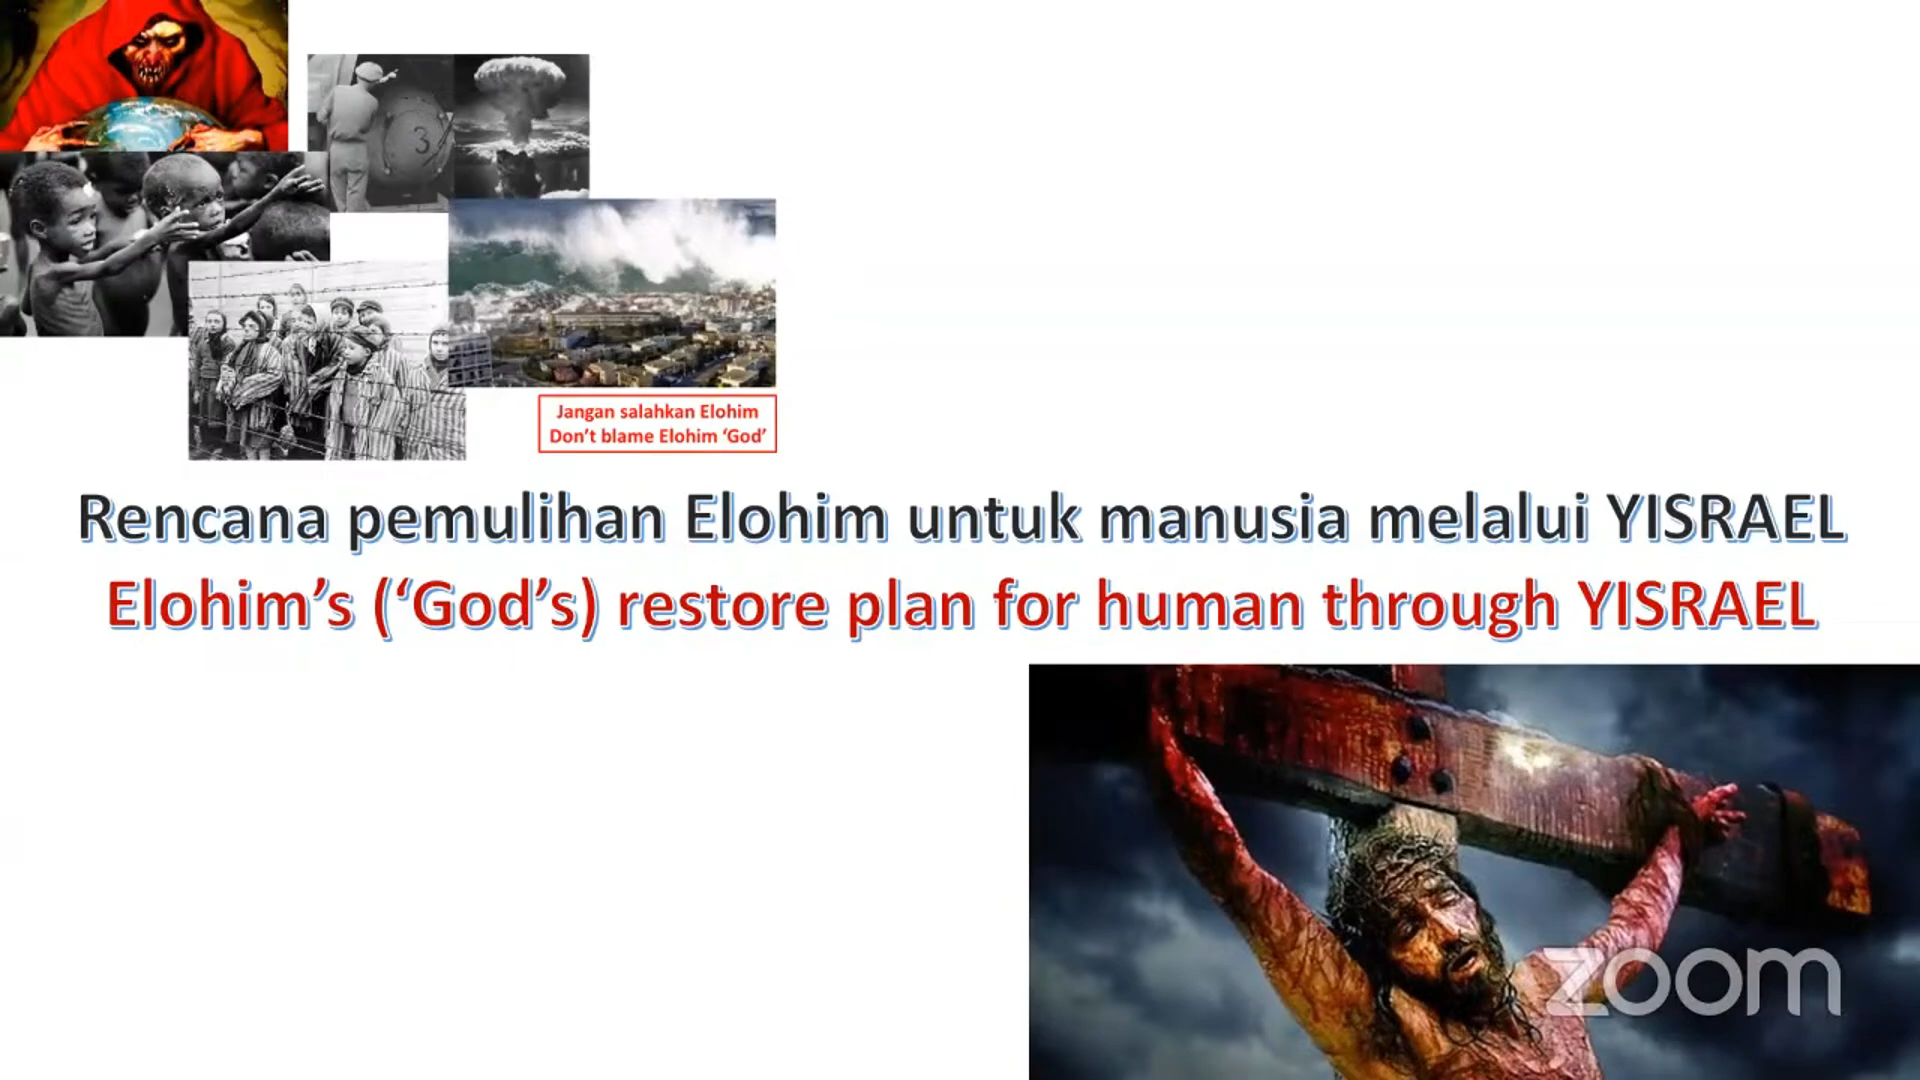 3
Jangan salahkan Elohim
Don't blame Elohim ‘God’
Rencana pemulihan Elohim untuk manusia melalui YISRAEL
Elohim’s (‘God’s) restore plan for human through YISRAEL
zoom